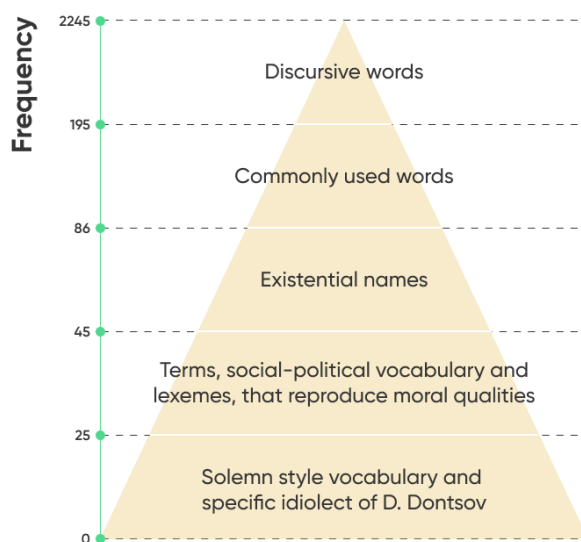 Frequency
2245
Discursive words
195
Commonly used words
86
Existential names
45
Terms, social-political vocabulary and
lexemes, that reproduce moral qualities
25
Solemn style vocabulary and
specific idiolect of D. Dontsov
0